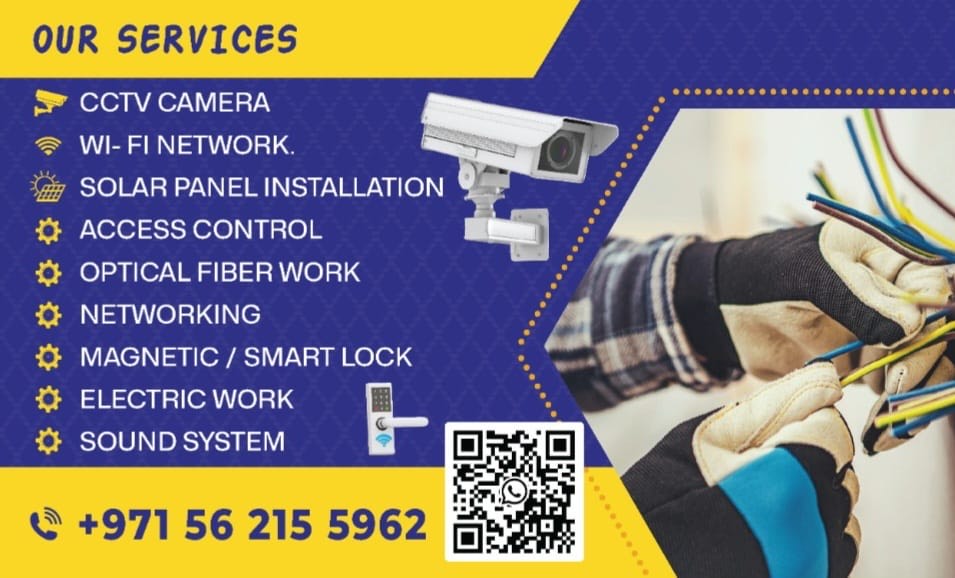 OUR SERVICES
CCTV CAMERA
WI- FI NETWORK.
SOLAR PANEL INSTALLATION
ACCESS CONTROL
OPTICAL FIBER WORK
NETWORKING
MAGNETIC / SMART LOCK
ELECTRIC WORK
SOUND SYSTEM
+971 56 215 5962